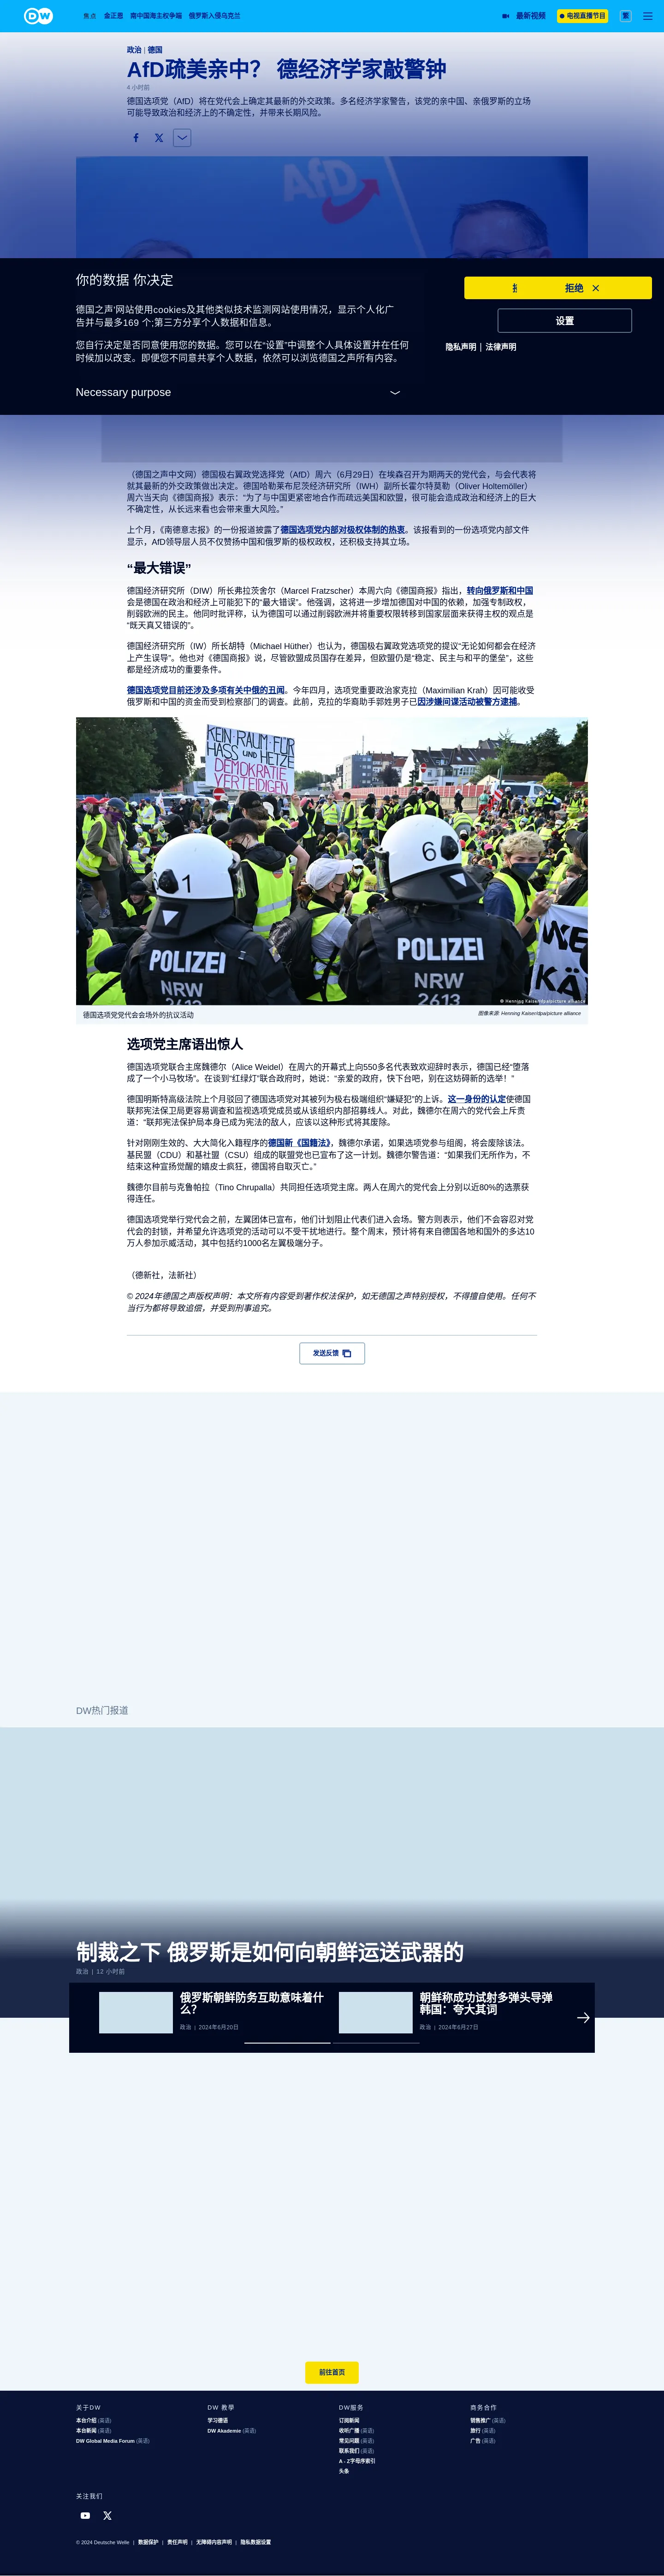 DW
焦点 金正恩 南中国海主权争端 俄罗斯入侵乌克兰
最新视频
电视直播节目
繁
政治 | 德国
AfD疏美亲中？ 德经济学家敲警钟
4 小时前
德国选项党（AfD）将在党代会上确定其最新的外交政策。多名经济学家警告，该党的亲中国、亲俄罗斯的立场
可能导致政治和经济上的不确定性，并带来长期风险。
AfD
你的数据 你决定
德国之声'网站使用cookies及其他类似技术监测网站使用情况，显示个人化广
告并与最多169 个;第三方分享个人数据和信息。
您自行决定是否同意使用您的数据。您可以在"设置"中调整个人具体设置并在任何
时候加以改变。即便您不同意共享个人数据，依然可以浏览德国之声所有内容。
Necessary purpose
拒绝
设置
隐私声明 | 法律声明
（德国之声中文网）德国极右翼政党选择党（AfD）周六（6月29日）在埃森召开为期两天的党代会，与会代表将
就其最新的外交政策做出决定。德国哈勒莱布尼茨经济研究所（IWH）副所长霍尔特莫勒（Oliver Holtemöller）
周六当天向《德国商报》表示："为了与中国更紧密地合作而疏远美国和欧盟，很可能会造成政治和经济上的巨大
不确定性，从长远来看也会带来重大风险。”
上个月，《南德意志报》的一份报道披露了德国选项党内部对极权体制的热衷。该报看到的一份选项党内部文件
显示，AfD领导层人员不仅赞扬中国和俄罗斯的极权政权，还积极支持其立场。
“最大错误”
德国经济研究所（DIW）所长弗拉茨舍尔（Marcel Fratzscher）本周六向《德国商报》指出，转向俄罗斯和中国
会是德国在政治和经济上可能犯下的“最大错误”。他强调，这将进一步增加德国对中国的依赖，加强专制政权，
削弱欧洲的民主。他同时批评称，认为德国可以通过削弱欧洲并将重要权限转移到国家层面来获得主权的观点是
“既天真又错误的”。
德国经济研究所（IW）所长胡特（Michael Hüther）也认为，德国极右翼政党选项党的提议“无论如何都会在经济
上产生误导”。他也对《德国商报》说，尽管欧盟成员国存在差异，但欧盟仍是“稳定、民主与和平的堡垒”，这些
都是经济成功的重要条件。
德国选项党目前还涉及多项有关中俄的丑闻。今年四月，选项党重要政治家克拉（Maximilian Krah）因可能收受
俄罗斯和中国的资金而受到检察部门的调查。此前，克拉的华裔助手郭姓男子已因涉嫌间谍活动被警方逮捕。
KEIN RAUM FÜR
HASS UND HETZE
DEMOKRATIE
VERTEIDIGEN
1
6
POLIZEI
POLIZEI
NRW
NRW
2413
2613
© Henning Kaiser/dpa/picture alliance
德国选项党党代会会场外的抗议活动
图像来源: Henning Kaiser/dpa/picture alliance
选项党主席语出惊人
德国选项党联合主席魏德尔（Alice Weidel）在周六的开幕式上向550多名代表致欢迎辞时表示，德国已经“堕落
成了一个小马牧场”。在谈到“红绿灯”联合政府时，她说：“亲爱的政府，快下台吧，别在这妨碍新的选举！ ”
德国明斯特高级法院上个月驳回了德国选项党对其被列为极右极端组织“嫌疑犯”的上诉。这一身份的认定使德国
联邦宪法保卫局更容易调查和监视选项党成员或从该组织内部招募线人。对此，魏德尔在周六的党代会上斥责
道：“联邦宪法保护局本身已成为宪法的敌人，应该以这种形式将其废除。
针对刚刚生效的、大大简化入籍程序的德国新《国籍法》，魏德尔承诺，如果选项党参与组阁，将会废除该法。
基民盟（CDU）和基社盟（CSU）组成的联盟党也已宣布了这一计划。魏德尔警告道：“如果我们无所作为，不
结束这种宣扬觉醒的嬉皮士疯狂，德国将自取灭亡。”
魏德尔目前与克鲁帕拉（Tino Chrupalla）共同担任选项党主席。两人在周六的党代会上分别以近80%的选票获
得连任。
德国选项党举行党代会之前，左翼团体已宣布，他们计划阻止代表们进入会场。警方则表示，他们不会容忍对党
代会的封锁，并希望允许选项党的活动可以不受干扰地进行。整个周末，预计将有来自德国各地和国外的多达10
万人参加示威活动，其中包括约1000名左翼极端分子。
（德新社，法新社）
© 2024年德国之声版权声明：本文所有内容受到著作权法保护，如无德国之声特别授权，不得擅自使用。任何不
当行为都将导致追偿，并受到刑事追究。
发送反馈
DW热门报道
制裁之下 俄罗斯是如何向朝鲜运送武器的
政治 | 12 小时前
俄罗斯朝鲜防务互助意味着什
么？
政治 | 2024年6月20日
朝鲜称成功试射多弹头导弹
韩国：夸大其词
政治 | 2024年6月27日
前往首页
关于DW
本台介绍 (英语)
本台新闻 (英语)
DW Global Media Forum (英语)
DW 教學
学习德语
DW Akademie (英语)
DW服务
订阅新闻
收听广播 (英语)
常见问题 (英语)
联系我们 (英语)
A - Z字母序索引
头条
商务合作
销售推广 (英语)
旅行 (英语)
广告 (英语)
关注我们
© 2024 Deutsche Welle | 数据保护 | 责任声明 | 无障碍内容声明 | 隐私数据设置